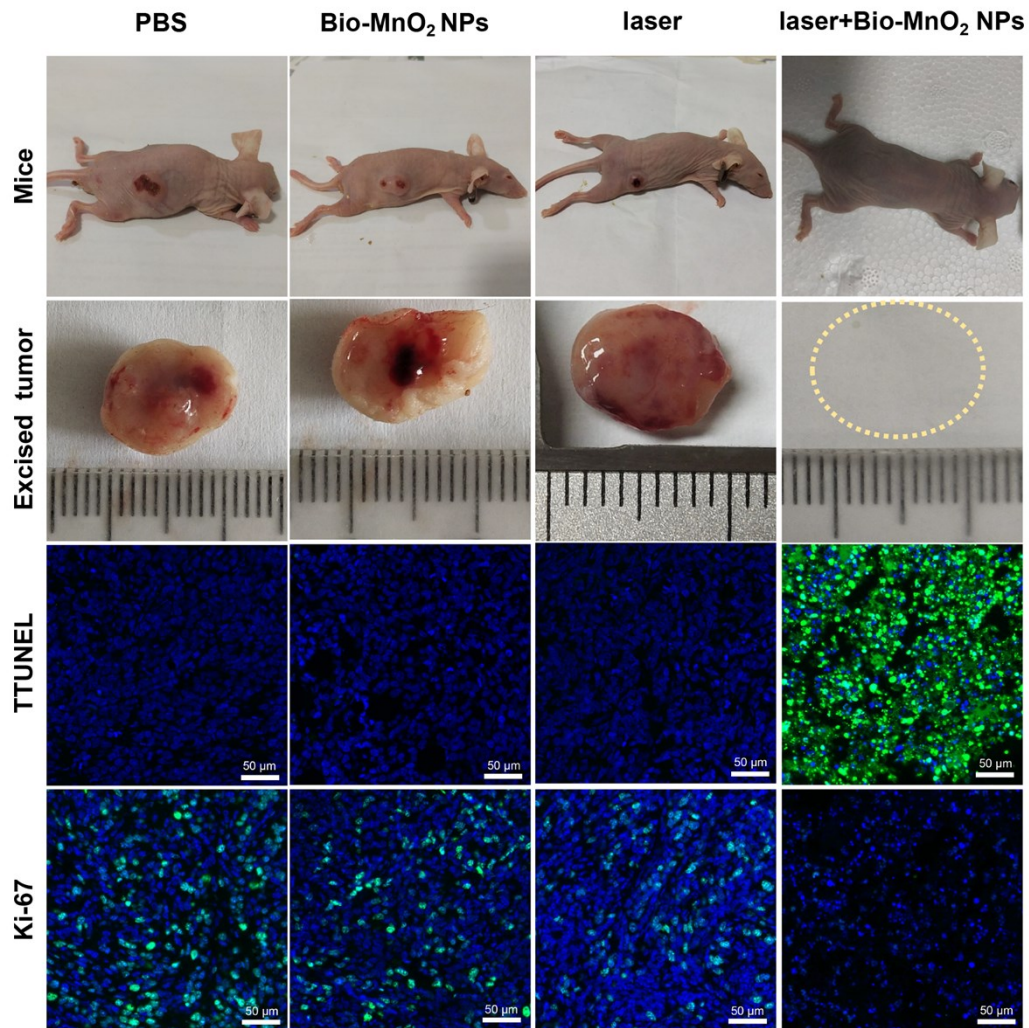 PBS Bio-MnO₂ NPs laser laser+Bio-MnO₂ NPs
Mice
Excised tumor
TTUNEL
50 µm 50 µm 50 µm 50 µm
Ki-67
50 µm 50 µm 50 µm 50 µm